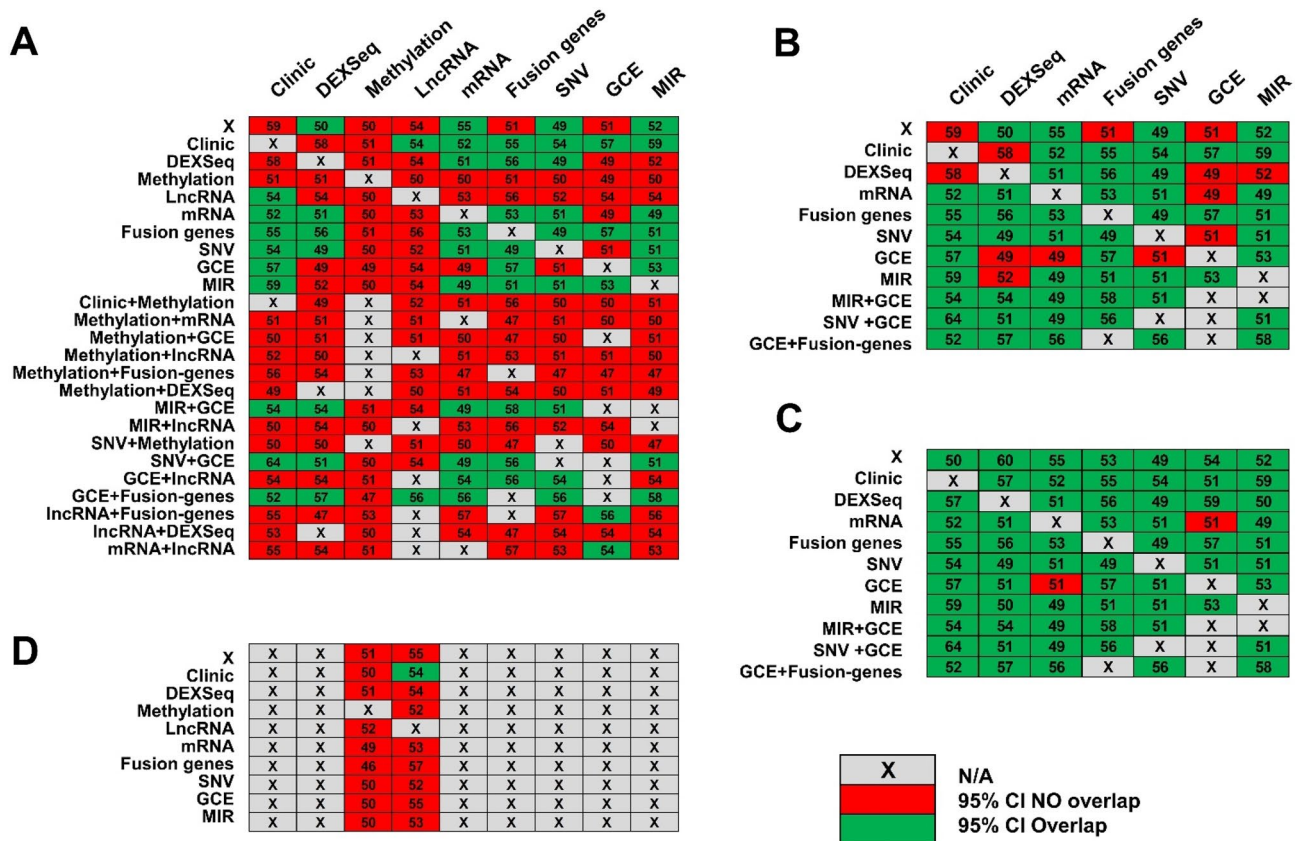 A
Clinic DEXSeq Methylation LncRNA mRNA Fusion genes SNV GCE MIR
X 59 50 50 54 55 51 49 51 52
Clinic X 58 51 54 52 55 54 57 59
DEXSeq 58 X 51 54 51 56 49 49 52
Methylation 51 51 X 50 50 51 50 49 50
LncRNA 54 54 50 X 53 56 52 54 54
mRNA 52 51 50 53 X 53 51 49 49
Fusion genes 55 56 51 56 53 X 49 57 51
SNV 54 49 50 52 51 49 X 51 51
GCE 57 49 49 54 49 57 51 X 53
MIR 59 52 50 54 49 51 51 53 X
Clinic+Methylation X 49 X 52 51 56 50 50 51
Methylation+mRNA 51 51 X 51 X 47 51 50 50
Methylation+GCE 50 51 X 51 50 47 50 X 51
Methylation+lncRNA 52 50 X X 51 53 51 51 50
Methylation+Fusion-genes 56 54 X 53 47 X 47 47 47
Methylation+DEXSeq 49 X X 50 51 54 50 51 49
MIR+GCE 54 54 51 54 49 58 51 X X
MIR+lncRNA 50 54 50 X 53 56 52 54 X
SNV+Methylation 50 50 X 51 50 47 X 50 47
SNV+GCE 64 51 50 54 49 56 X X 51
GCE+lncRNA 54 54 51 X 54 56 54 X 54
GCE+Fusion-genes 52 57 47 56 56 X 56 X 58
lncRNA+Fusion-genes 55 47 53 X 57 X 57 56 56
lncRNA+DEXSeq 53 X 50 X 54 47 54 54 54
mRNA+lncRNA 55 54 51 X X 57 53 54 53
B
Clinic DEXSeq mRNA Fusion genes SNV GCE MIR
X 59 50 55 51 49 51 52
Clinic X 58 52 55 54 57 59
DEXSeq 58 X 51 56 49 49 52
mRNA 52 51 X 53 51 49 49
Fusion genes 55 56 53 X 49 57 51
SNV 54 49 51 49 X 51 51
GCE 57 49 49 57 51 X 53
MIR 59 52 49 51 51 53 X
MIR+GCE 54 54 49 58 51 X X
SNV +GCE 64 51 49 56 X X 51
GCE+Fusion-genes 52 57 56 X 56 X 58
C
X 50 60 55 53 49 54 52
Clinic X 57 52 55 54 51 59
DEXSeq 57 X 51 56 49 59 50
mRNA 52 51 X 53 51 51 49
Fusion genes 55 56 53 X 49 57 51
SNV 54 49 51 49 X 51 51
GCE 57 51 51 57 51 X 53
MIR 59 50 49 51 51 53 X
MIR+GCE 54 54 49 58 51 X X
SNV +GCE 64 51 49 56 X X 51
GCE+Fusion-genes 52 57 56 X 56 X 58
D
X X X 51 55 X X X X X
Clinic X X 50 54 X X X X X
DEXSeq X X 51 54 X X X X X
Methylation X X X 52 X X X X X
LncRNA X X 52 X X X X X X
mRNA X X 49 53 X X X X X
Fusion genes X X 46 57 X X X X X
SNV X X 50 52 X X X X X
GCE X X 50 55 X X X X X
MIR X X 50 53 X X X X X
X N/A
95% CI NO overlap
95% CI Overlap